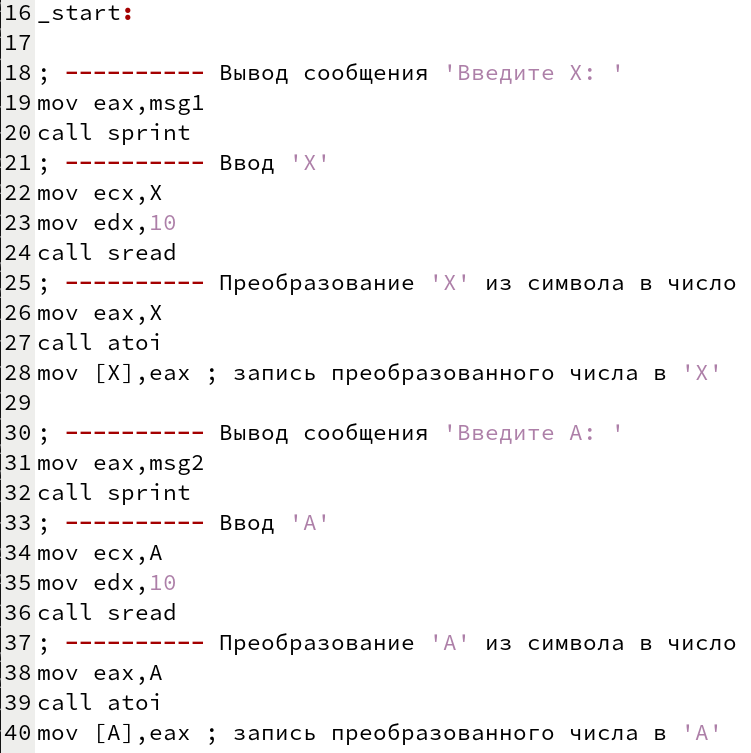 16 _start:
17
18 ; ---------- Вывод сообщения 'Введите X: '
19 mov eax,msg1
20 call sprint
21 ; ---------- Ввод 'X'
22 mov ecx,X
23 mov edx,10
24 call sread
25 ; ---------- Преобразование 'X' из символа в число
26 mov eax,X
27 call atoi
28 mov [X],eax ; запись преобразованного числа в 'X'
29
30 ; ---------- Вывод сообщения 'Введите A: '
31 mov eax,msg2
32 call sprint
33 ; ---------- Ввод 'A'
34 mov ecx,A
35 mov edx,10
36 call sread
37 ; ---------- Преобразование 'A' из символа в число
38 mov eax,A
39 call atoi
40 mov [A],eax ; запись преобразованного числа в 'A'